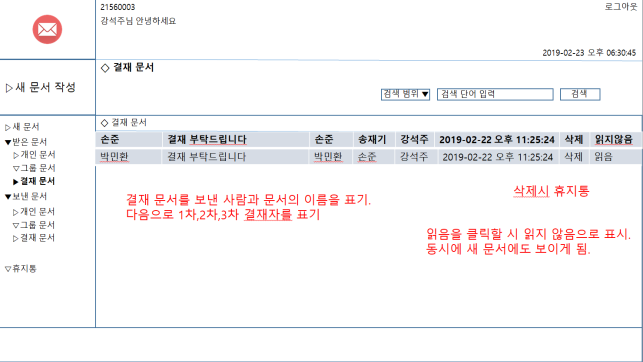 21560003
로그아웃
강석주님 안녕하세요
2019-02-23 오후 06:30:45
◇ 결재 문서
▷새 문서 작성
검색 범위▼ 검색 단어 입력 검색
◇ 결재 문서
손준 결재 부탁드립니다 손준 송재기 강석주 2019-02-22 오후 11:25:24 삭제 읽지않음
박민환 결재 문서 박민환 손준 강석주 2019-02-22 오후 11:25:24 삭제 읽음
▷새 문서
▼받은 문서
▷개인 문서
▽그룹 문서
▶결재 문서
▼보낸 문서
▷개인 문서
▽그룹 문서
▷결재 문서
▽휴지통
결재 문서를 보낸 사람과 문서의 이름을 표기.
다음으로 1차,2차,3차 결재자를 표기
삭제시 휴지통
읽음을 클릭할 시 읽지 않음으로 표시.
동시에 새 문서에도 보이게 됨.